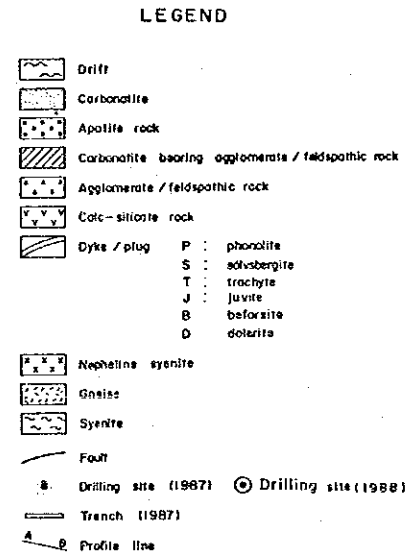 LEGEND
Drift
Carbonatite
Apatite rock
Carbonatite bearing agglomerate / feldspathic rock
Agglomerate / feldspathic rock
Calc-silicate rock
Dyke / plug P : phonolite
S : sölvsbergite
T : trachyte
J : juvite
B beforsite
D dolerite
Nepheline syenite
Gneiss
Syenite
Fault
Drilling site (1987) Drilling site (1988)
Trench (1987)
A B Profile line